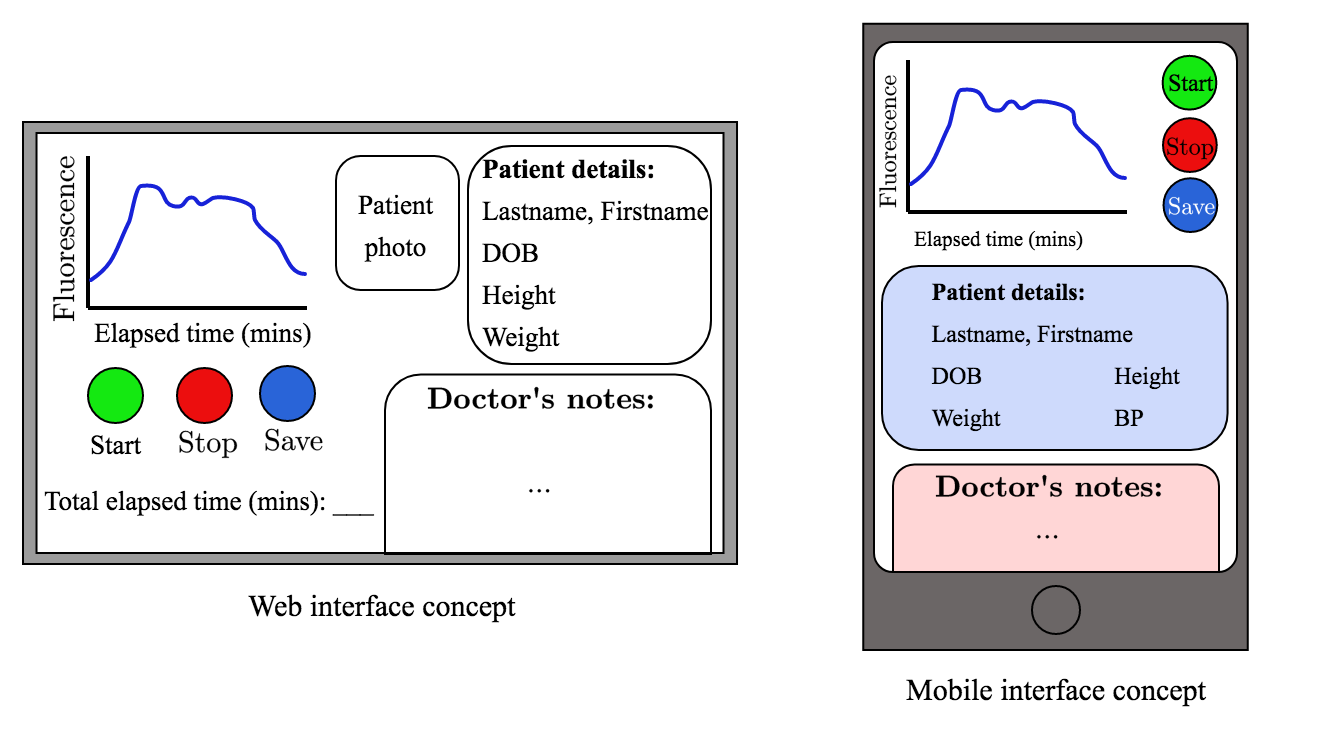 Fluorescence
Elapsed time (mins)
Start
Stop
Save
Total elapsed time (mins): ___
Patient
photo
Patient details:
Lastname, Firstname
DOB
Height
Weight
Doctor's notes:
...
Web interface concept
Fluorescence
Elapsed time (mins)
Start
Stop
Save
Patient details:
Lastname, Firstname
DOB Height
Weight BP
Doctor's notes:
...
Mobile interface concept